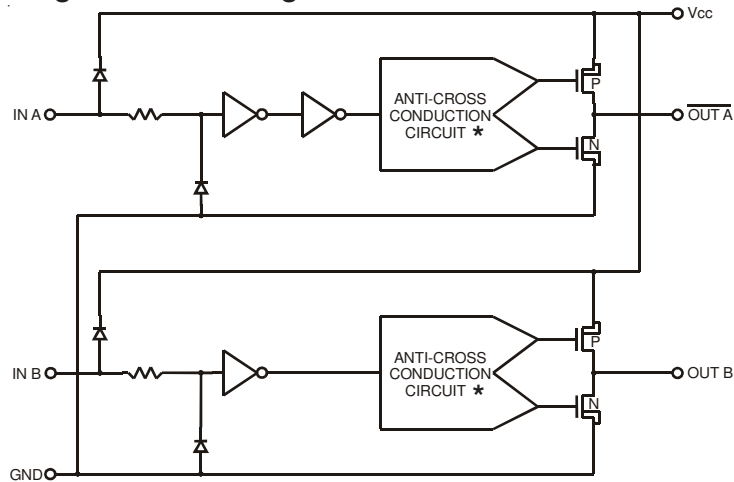 Vcc
P
IN A
ANTI-CROSS
CONDUCTION
CIRCUIT *
OUT A
N
IN B
P
ANTI-CROSS
CONDUCTION
CIRCUIT *
OUT B
N
GND